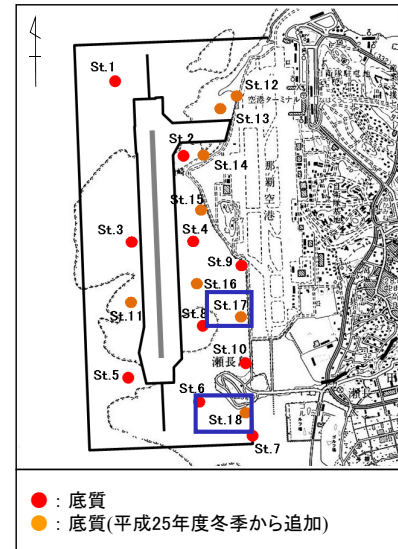 St.1
St.12
空港ターミナル
St.13
St.2
St.14
那覇空港
St.15
St.3
St.4
St.9
St.16
St.11
St.17
St.8
St.10
瀬長
St.5
St.6
St.18
St.7
● : 底質
● : 底質(平成25年度冬季から追加)